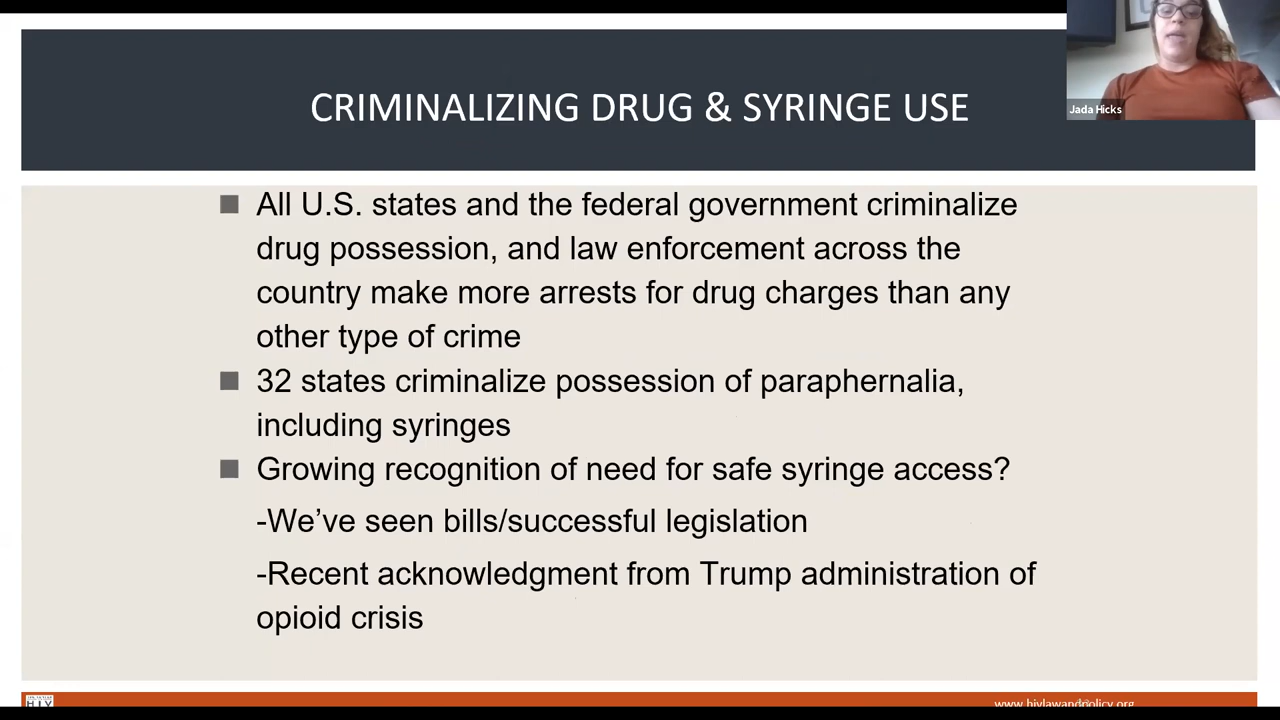 CRIMINALIZING DRUG & SYRINGE USE
Jada Hicks
All U.S. states and the federal government criminalize
drug possession, and law enforcement across the
country make more arrests for drug charges than any
other type of crime
32 states criminalize possession of paraphernalia,
including syringes
Growing recognition of need for safe syringe access?
-We’ve seen bills/successful legislation
-Recent acknowledgment from Trump administration of
opioid crisis
HIV
www.hivlawandpolicy.org